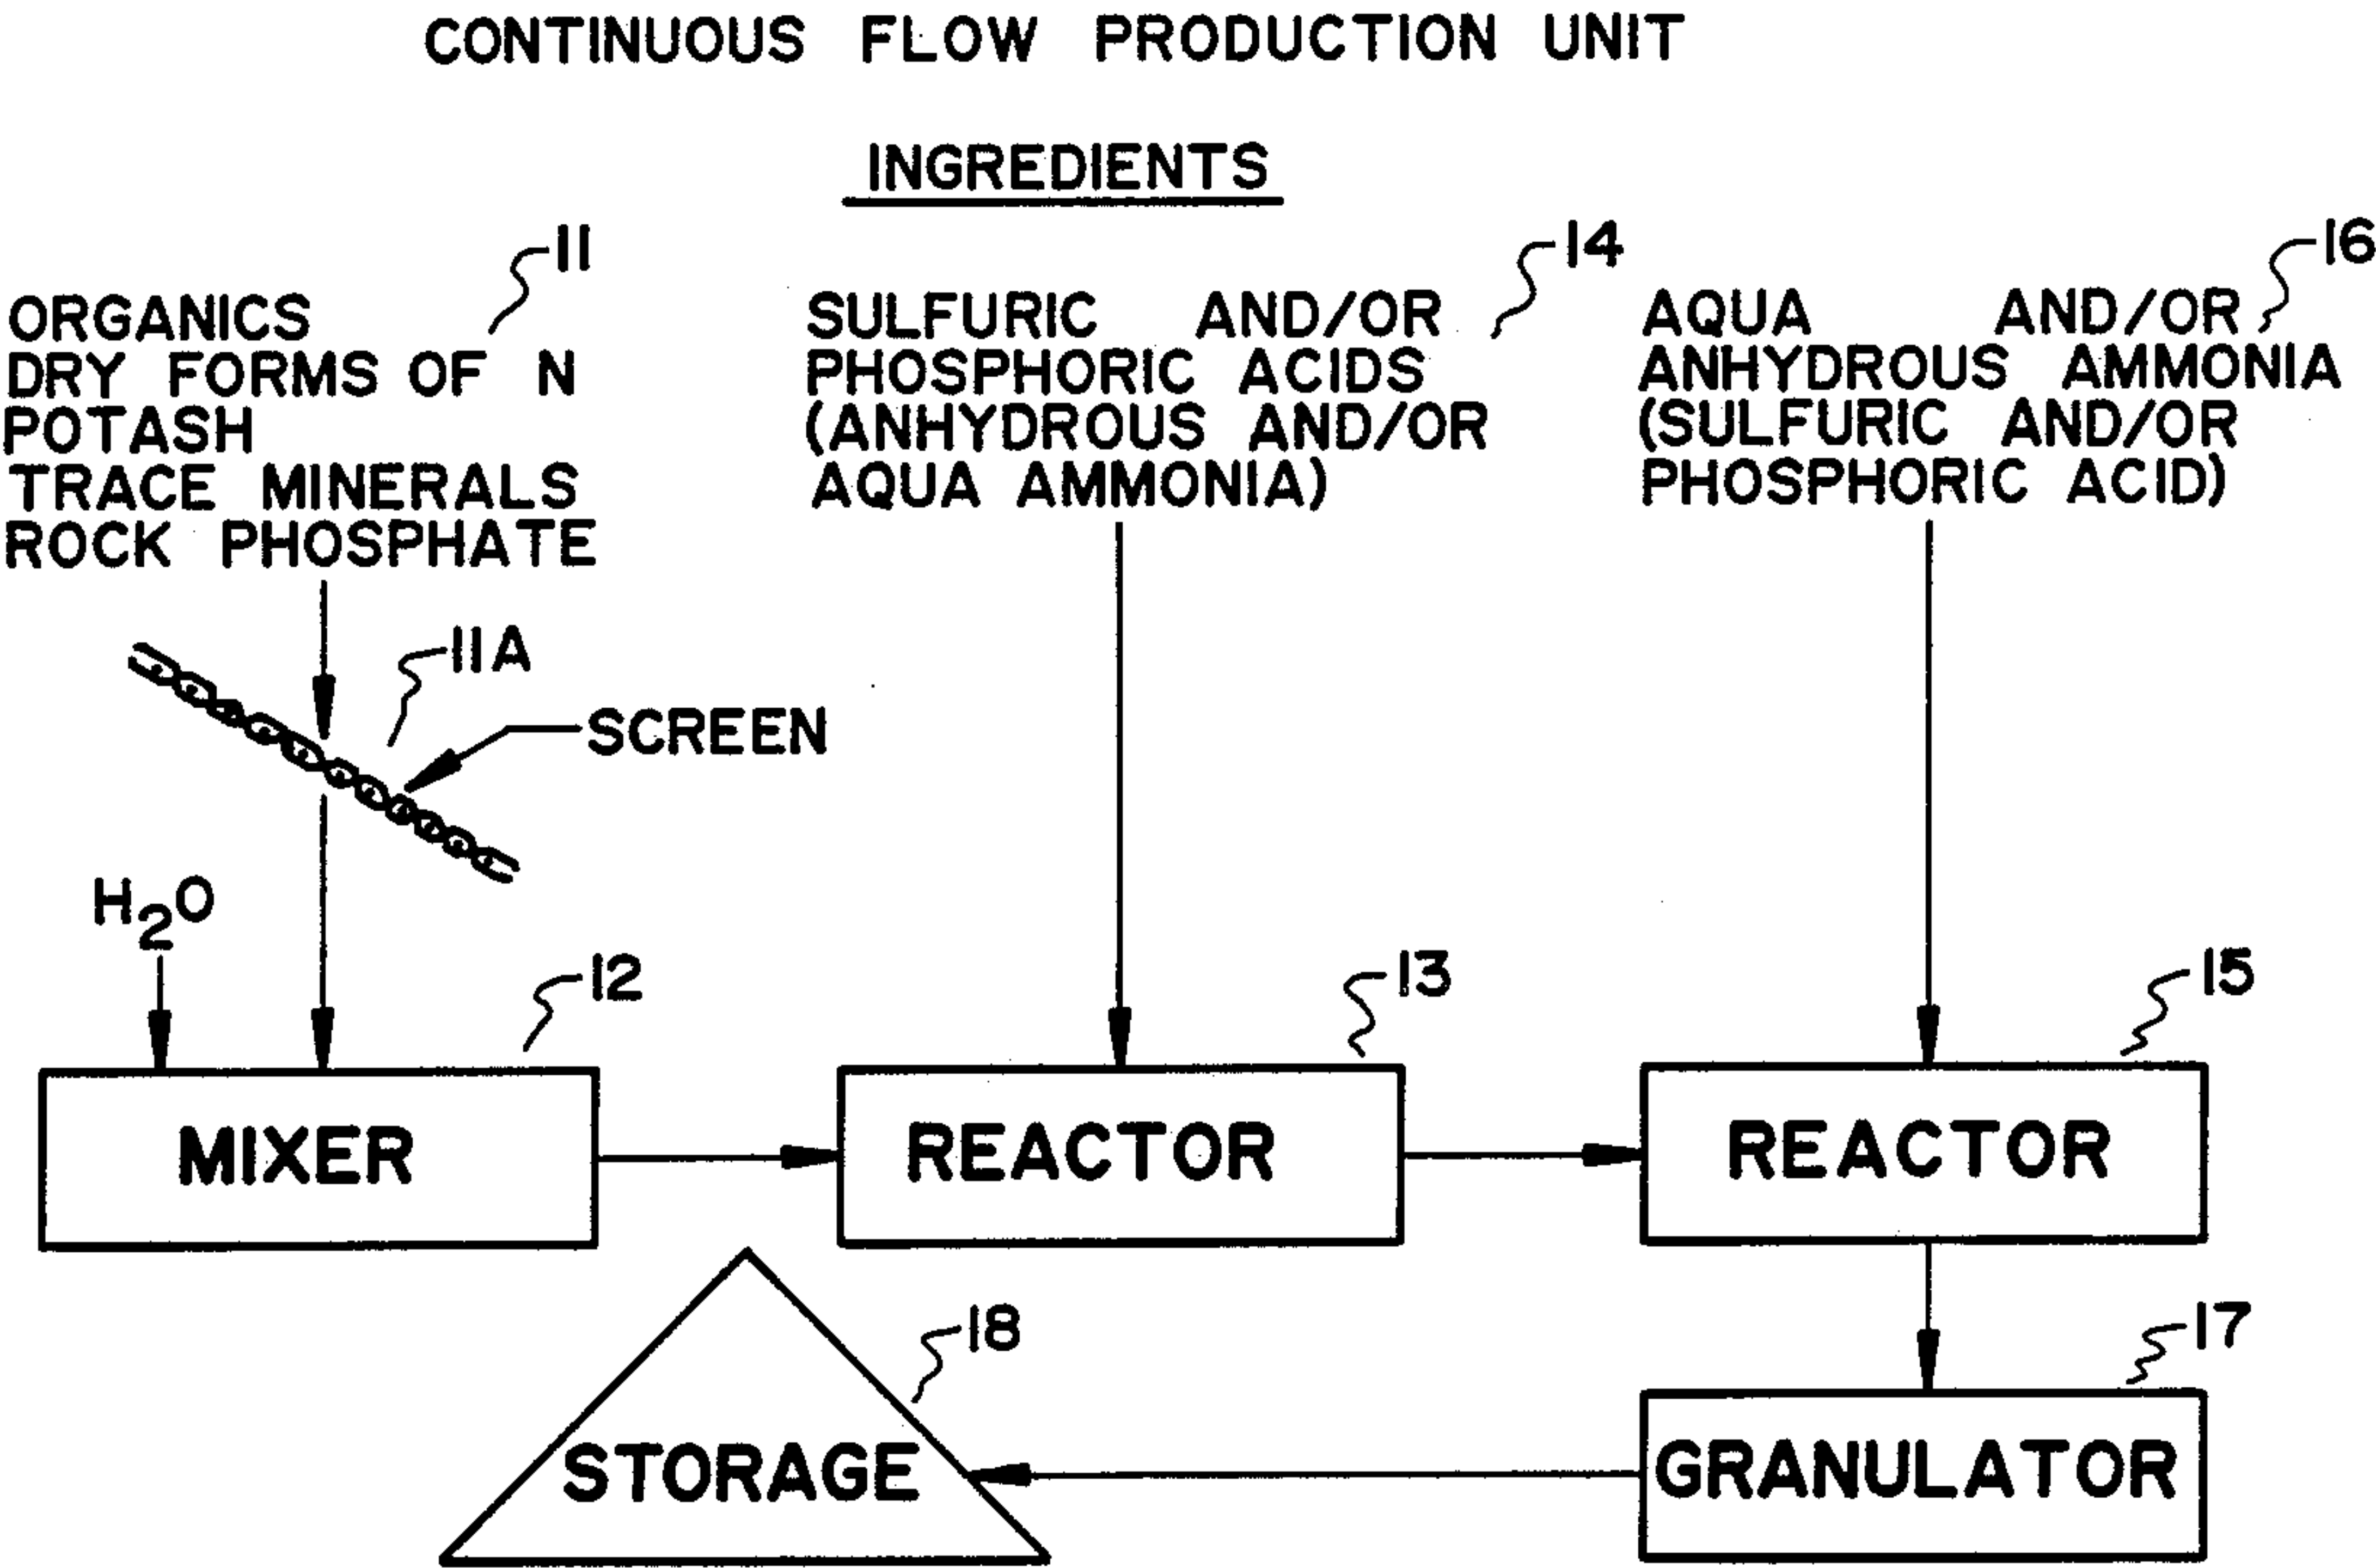 CONTINUOUS FLOW PRODUCTION UNIT
INGREDIENTS
11
ORGANICS
DRY FORMS OF N
POTASH
TRACE MINERALS
ROCK PHOSPHATE
14
SULFURIC AND/OR
PHOSPHORIC ACIDS
(ANHYDROUS AND/OR
AQUA AMMONIA)
16
AQUA AND/OR
ANHYDROUS AMMONIA
(SULFURIC AND/OR
PHOSPHORIC ACID)
11A
SCREEN
H2O
12
13
15
MIXER
REACTOR
REACTOR
18
17
STORAGE
GRANULATOR